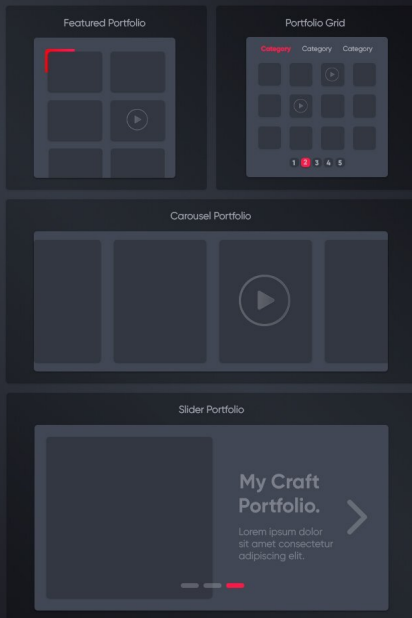 Featured Portfolio
Portfolio Grid
Category Category Category
1 2 3 4 5
Carousel Portfolio
Slider Portfolio
My Craft
Portfolio.
Lorem ipsum dolor
sit amet consectetur
adipiscing elit.